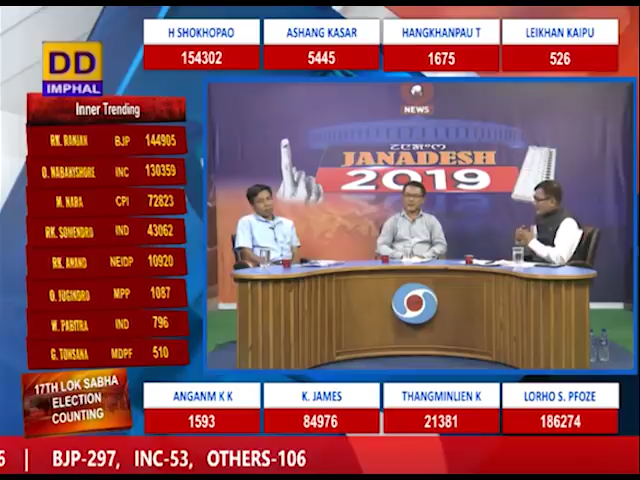 H SHOKHOPAO
154302
ASHANG KASAR
5445
HANGKHANPAU T
1675
LEIKHAN KAIPU
526
DD
IMPHAL
Inner Trending
RK. RANJAN BJP 144905
O. NABAKISHORE INC 130359
M. NARA CPI 72823
RK. SOMENDRO IND 43062
RK. ANAND NEIDP 10920
O. JUGINDRO MPP 1087
W. PABITRA IND 796
G. TONSANA MDPF 510
NEWS
JANADESH
2019
17TH LOK SABHA
ELECTION
COUNTING
ANGANM K K
1593
K. JAMES
84976
THANGMINLIEN K
21381
LORHO S. PFOZE
186274
BJP-297, INC-53, OTHERS-106